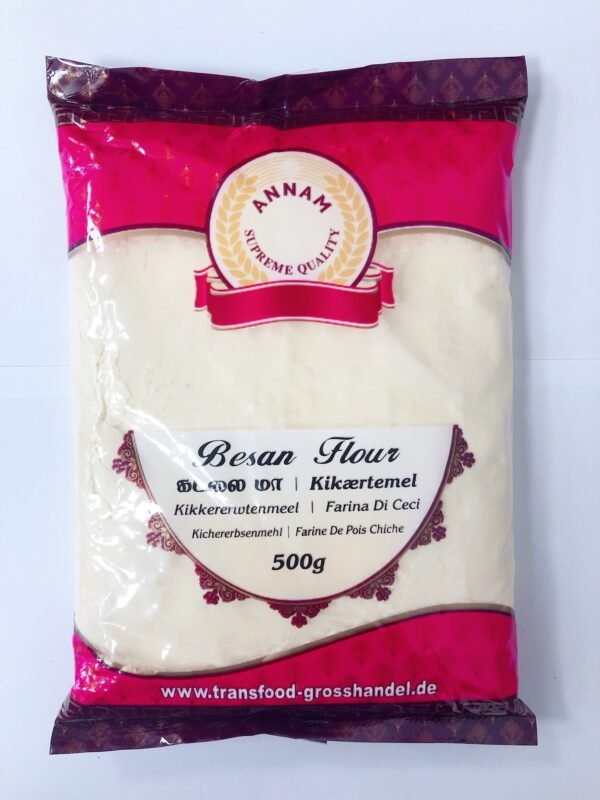 ANNAM
SUPREME QUALITY
Besan Flour
கடலை மா | Kikærtemel
Kikkererwtenmeel | Farina Di Ceci
Kichererbsenmehl | Farine De Pois Chiche
500g
www.transfood-grosshandel.de